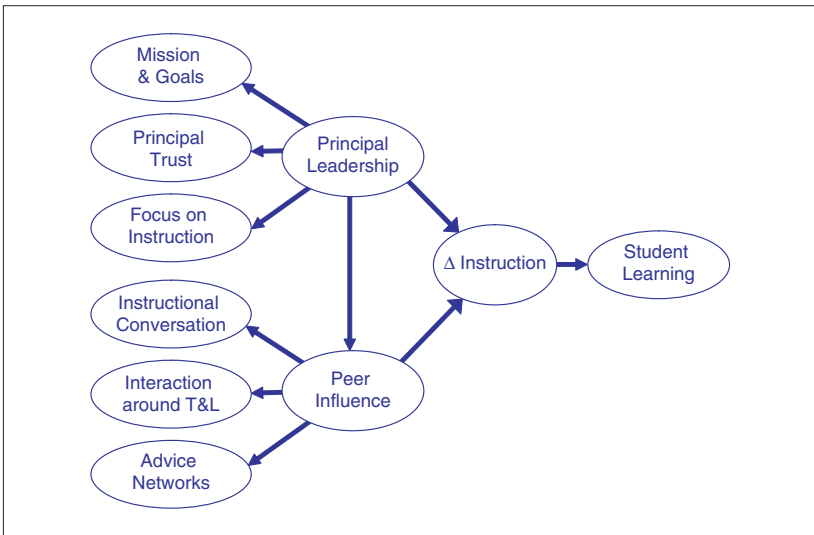 Mission
& Goals
Principal
Trust
Focus on
Instruction
Principal
Leadership
Δ Instruction
Student
Learning
Instructional
Conversation
Interaction
around T&L
Advice
Networks
Peer
Influence